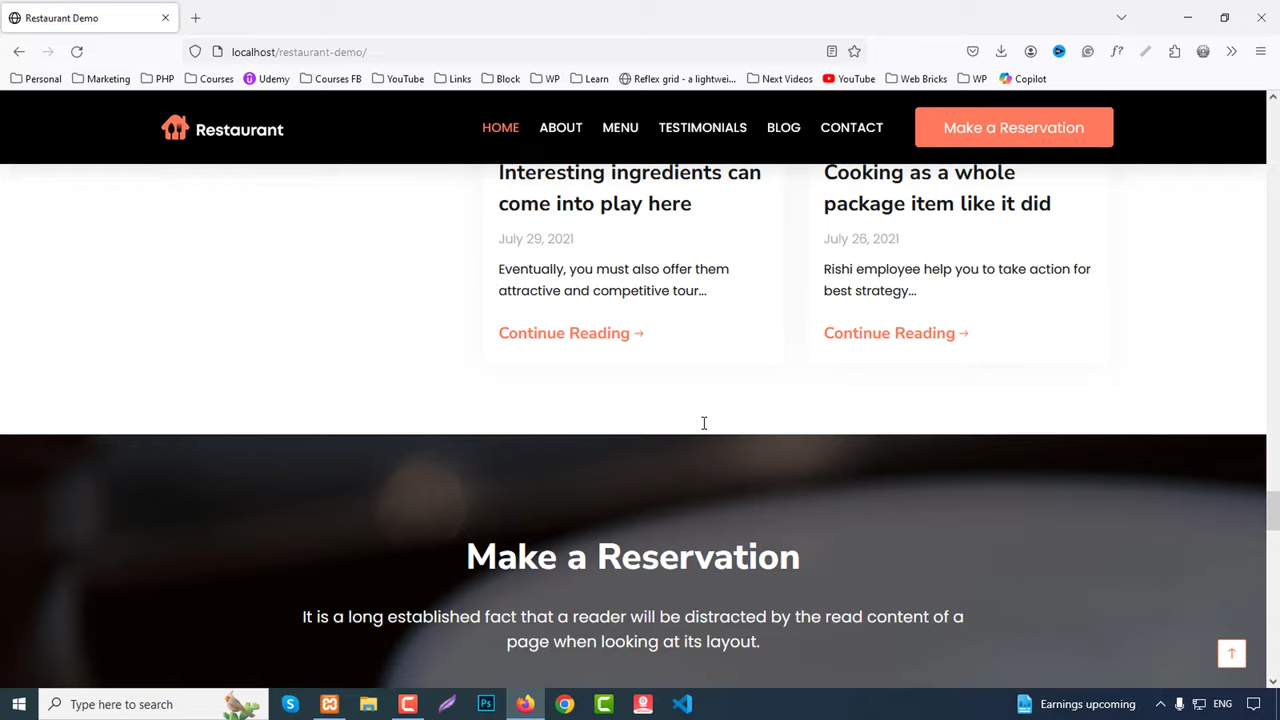 Restaurant Demo
localhost/restaurant-demo/
Personal Marketing PHP Courses Udemy Courses FB YouTube Links Block WP Learn Reflex grid - a lightwei... Next Videos YouTube Web Bricks WP Copilot
Restaurant HOME ABOUT MENU TESTIMONIALS BLOG CONTACT Make a Reservation
Interesting ingredients can
come into play here
July 29, 2021
Eventually, you must also offer them
attractive and competitive tour...
Continue Reading →
Cooking as a whole
package item like it did
July 26, 2021
Rishi employee help you to take action for
best strategy...
Continue Reading →
Make a Reservation
It is a long established fact that a reader will be distracted by the read content of a
page when looking at its layout.
Type here to search
Ps
Earnings upcoming
ENG